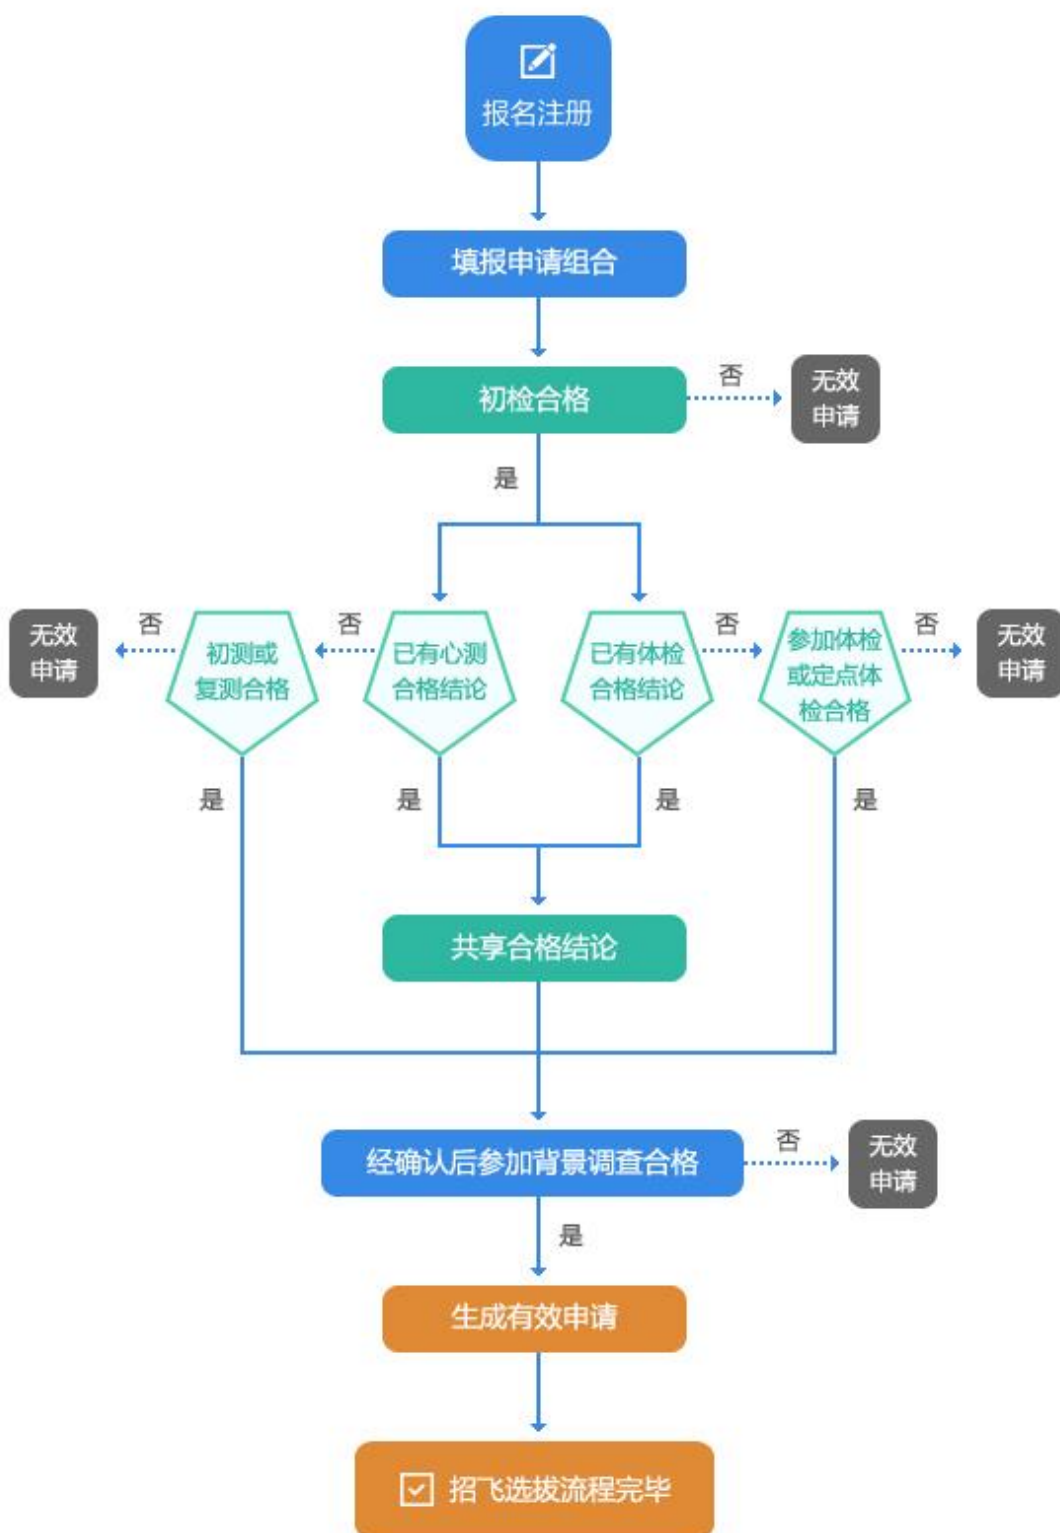 报名注册
填报申请组合
初检合格
否
无效
申请
是
无效
申请
否
初测或
复测合格
否
已有心测
合格结论
已有体检
合格结论
否
参加体检
或定点体
检合格
否
无效
申请
是
是
是
是
共享合格结论
经确认后参加背景调查合格
否
无效
申请
是
生成有效申请
招飞选拔流程完毕